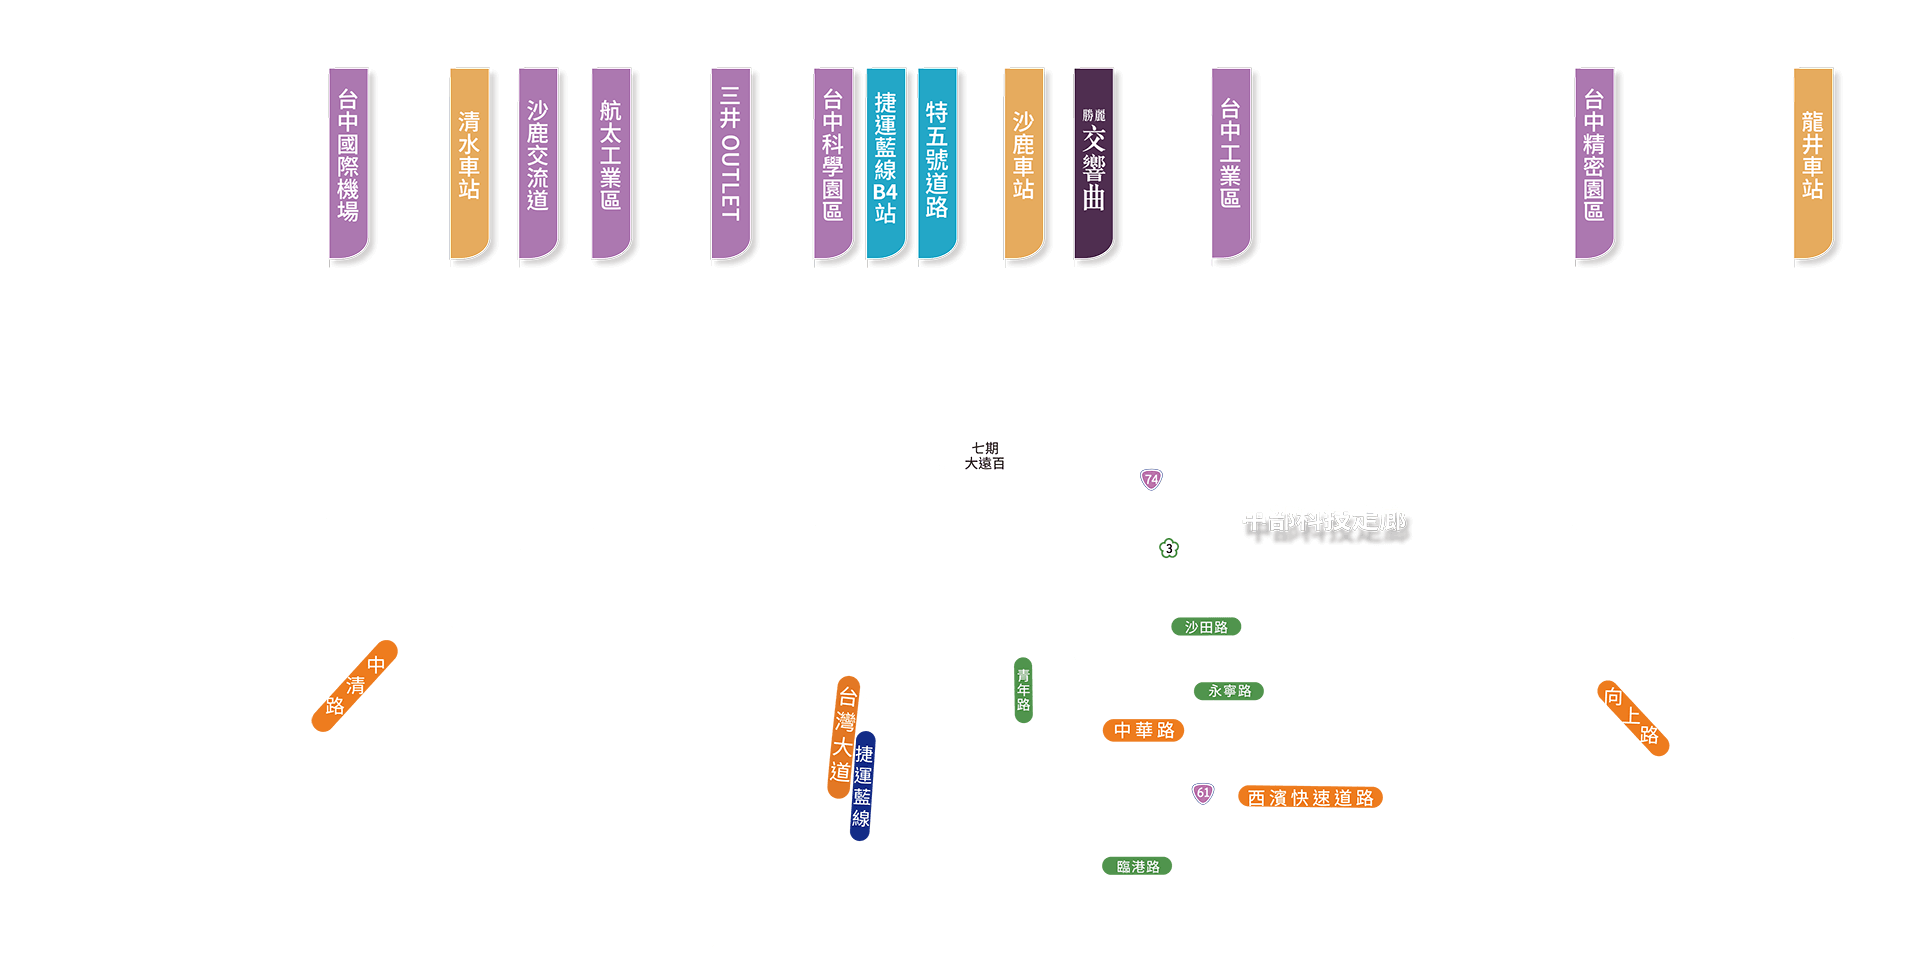 台中國際機場
清水車站
沙鹿交流道
航太工業區
三井 OUTLET
台中科學園區
捷運藍線B4站
特五號道路
沙鹿車站
勝麗
交響曲
台中工業區
台中精密園區
龍井車站
七期
大遠百
74
中部科技走廊
3
沙田路
中清路
青年路
永寧路
台灣大道
捷運藍線
中華路
向上路
61
西濱快速道路
臨港路